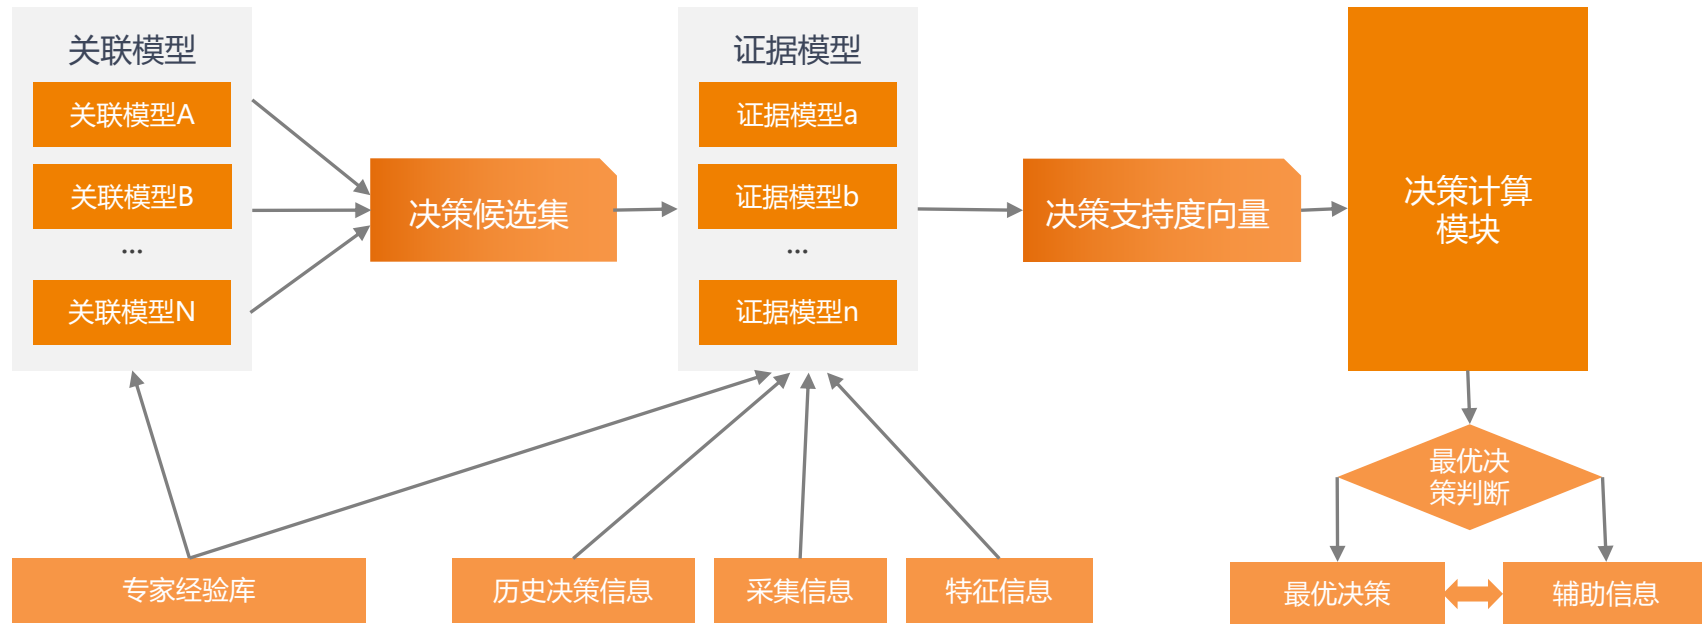 关联模型
关联模型A
关联模型B
...
关联模型N
决策候选集
证据模型
证据模型a
证据模型b
...
证据模型n
决策支持度向量
决策计算
模块
最优决
策判断
专家经验库
历史决策信息
采集信息
特征信息
最优决策
辅助信息